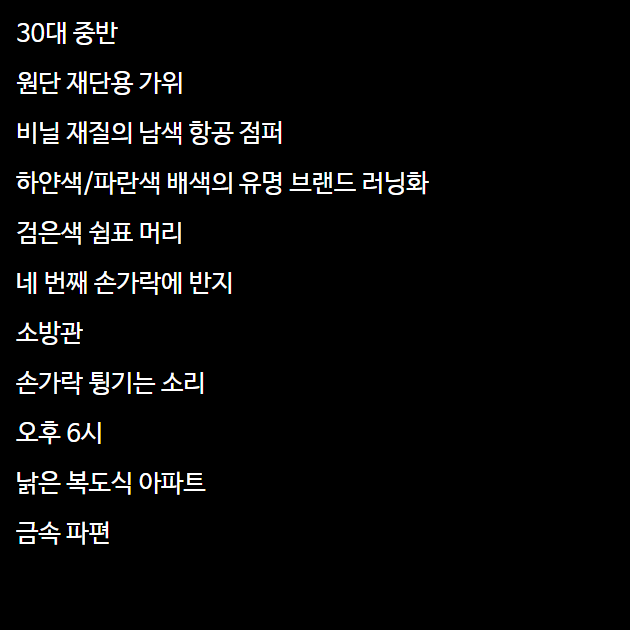 30대 중반
원단 재단용 가위
비닐 재질의 남색 항공 점퍼
하얀색/파란색 배색의 유명 브랜드 러닝화
검은색 쉼표 머리
네 번째 손가락에 반지
소방관
손가락 튕기는 소리
오후 6시
낡은 복도식 아파트
금속 파편